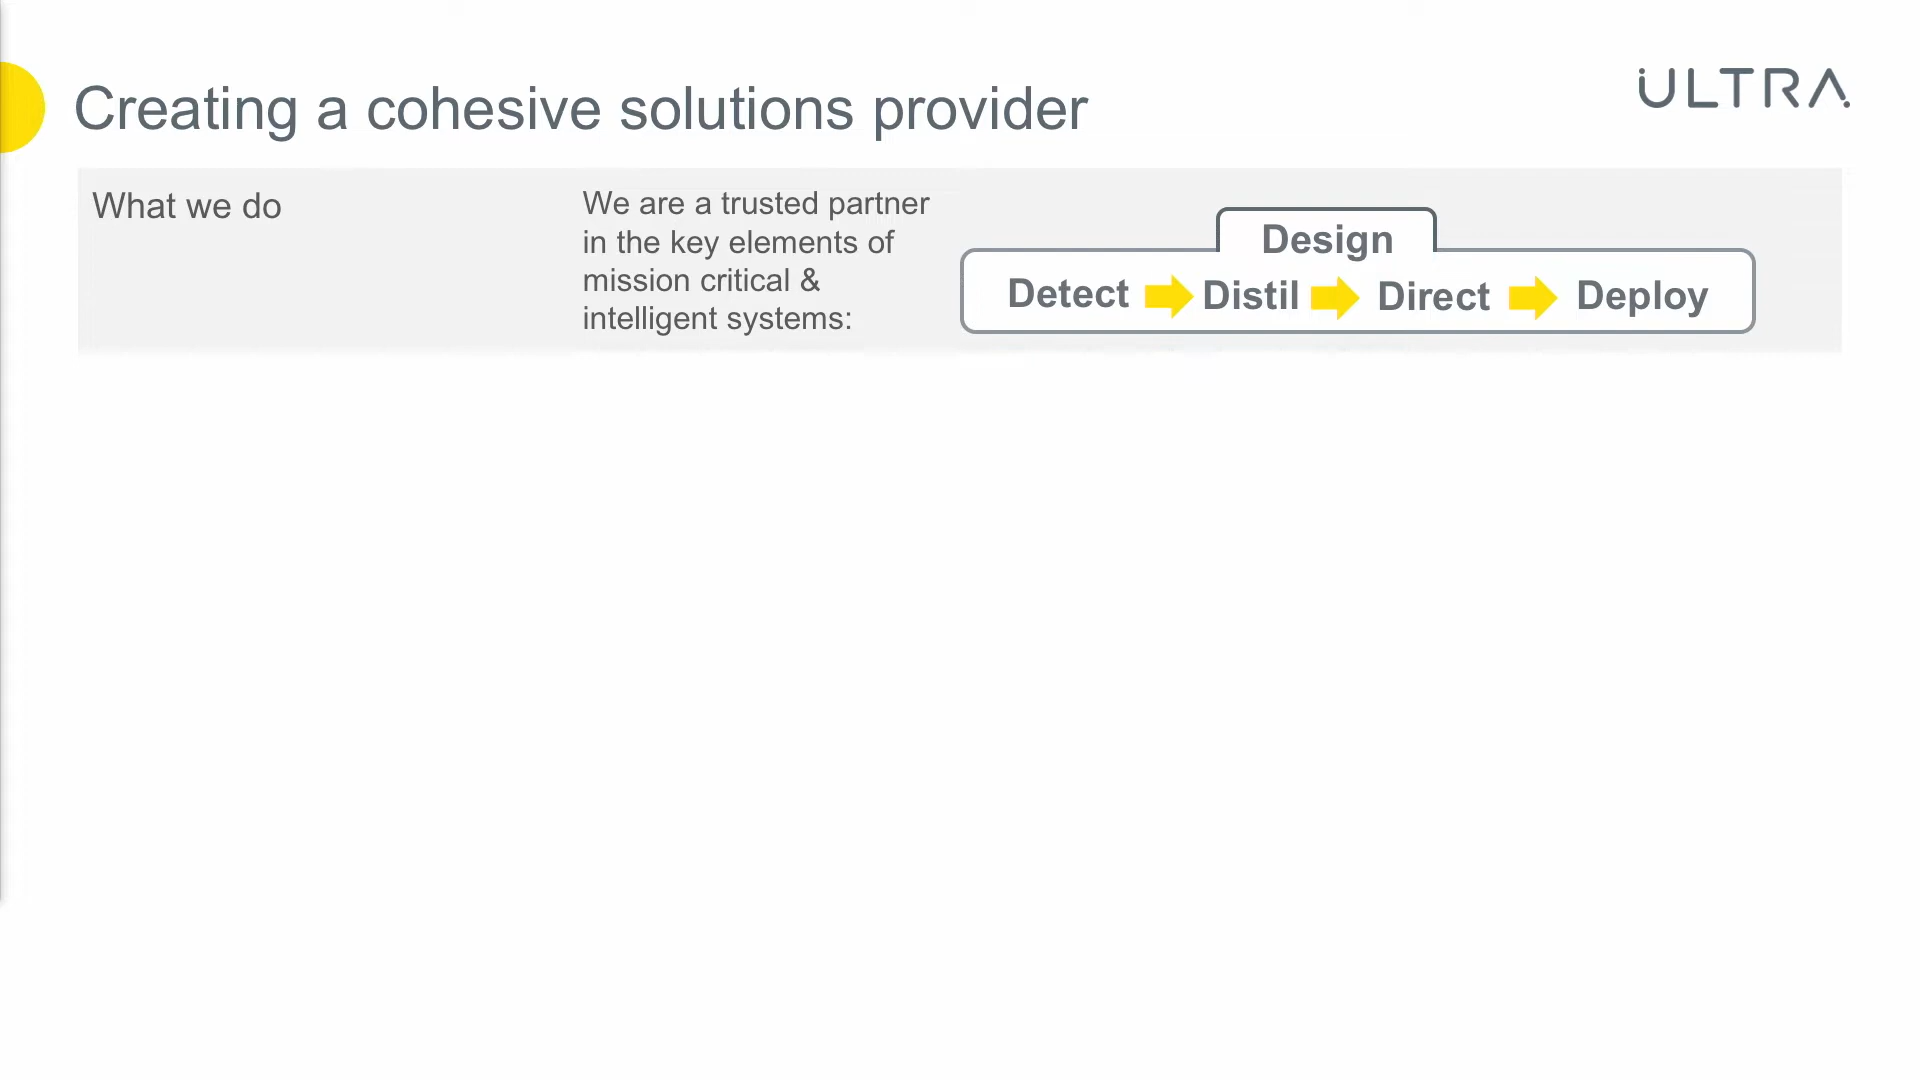 ULTRA
Creating a cohesive solutions provider
What we do
We are a trusted partner
in the key elements of
mission critical &
intelligent systems:
Design
Detect Distil Direct Deploy